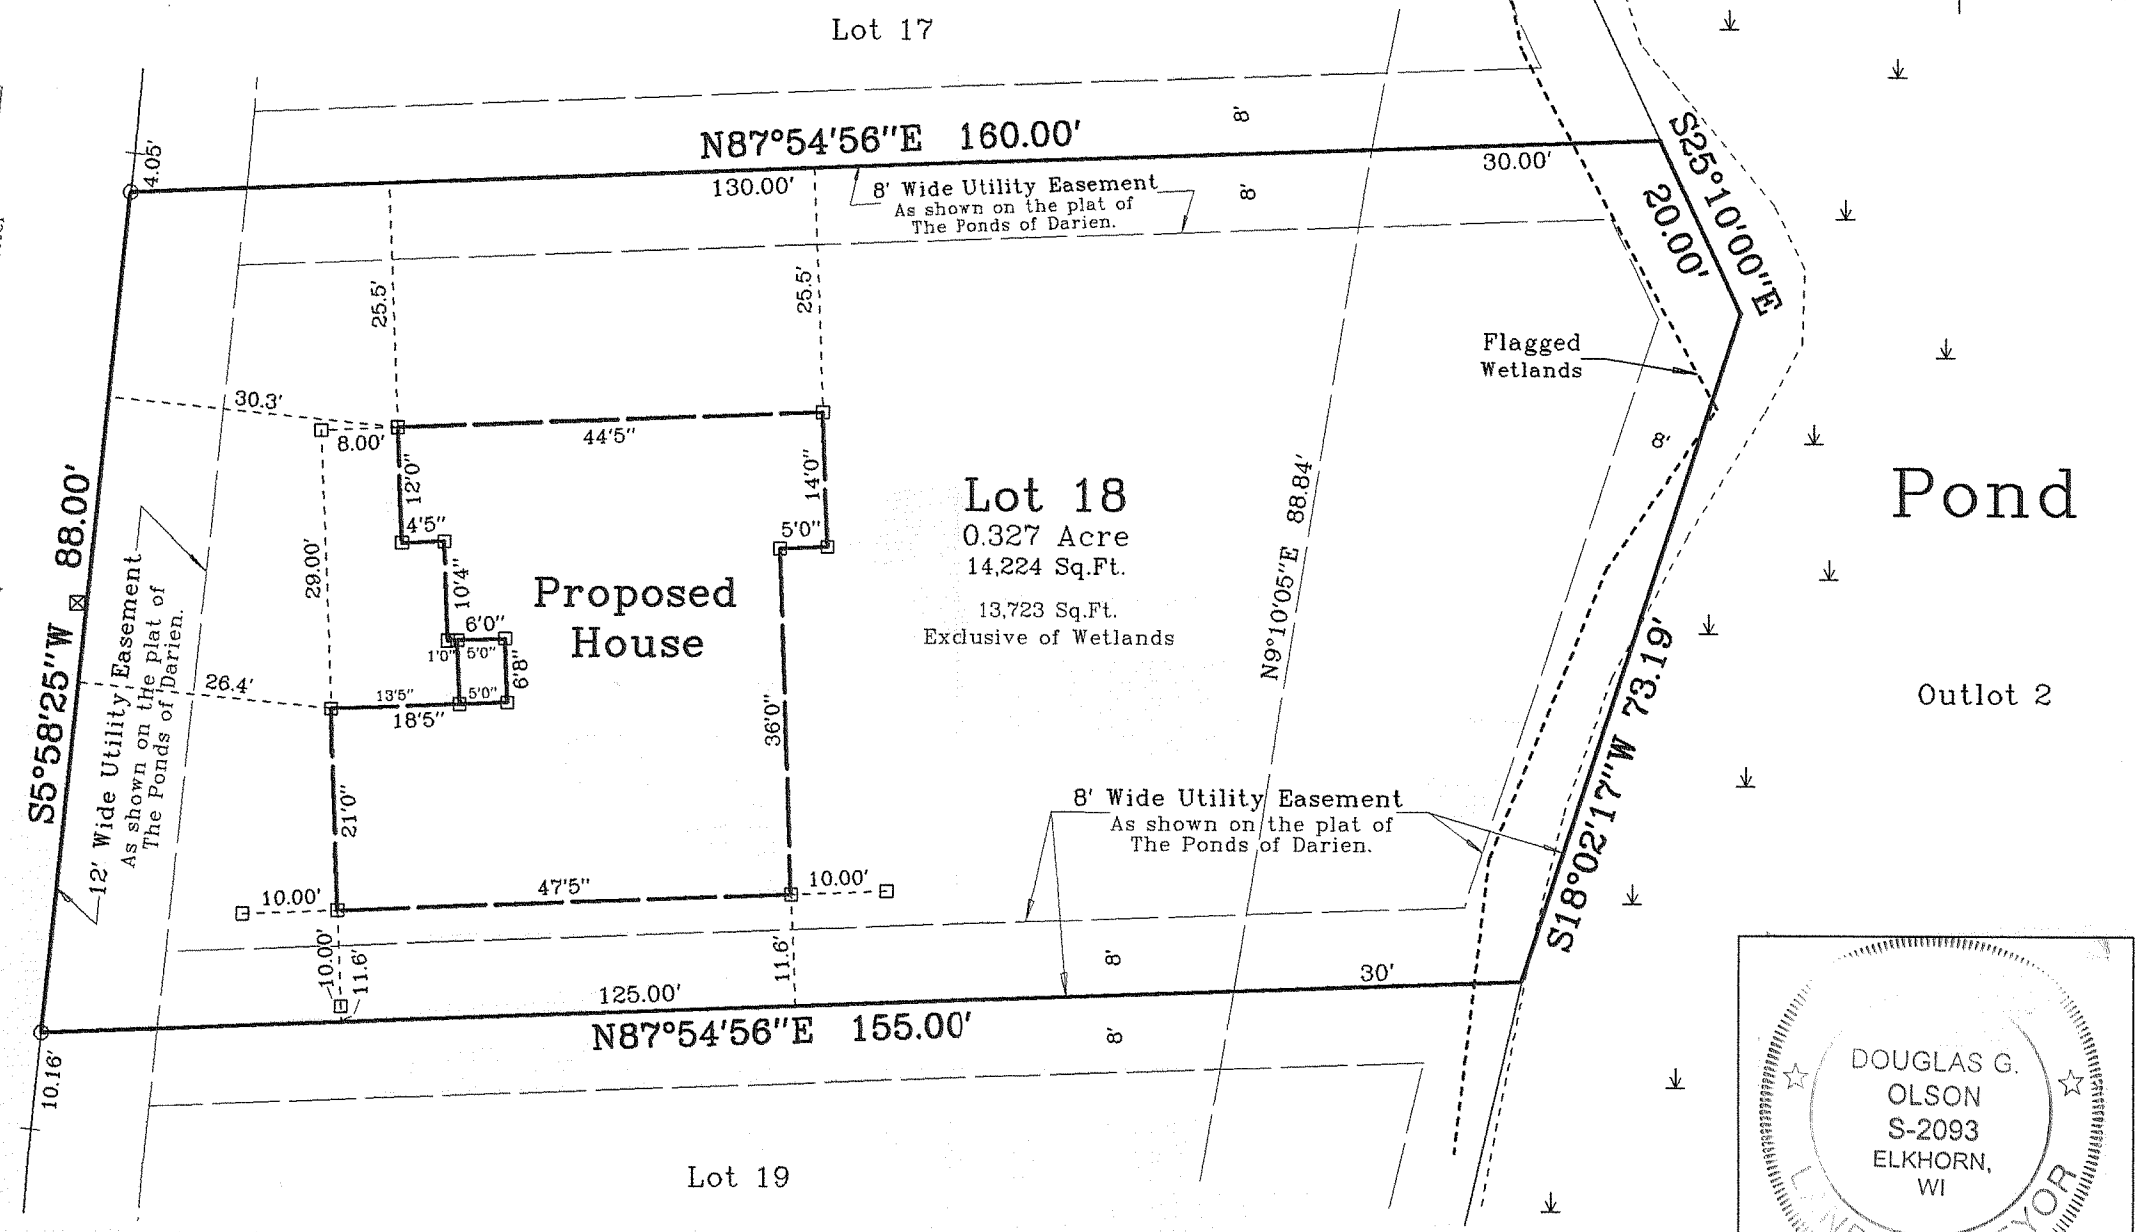 Lot 17
4.05'
N87°54'56"E 160.00'
8'
130.00'
30.00'
8' Wide Utility Easement
As shown on the plat of
The Ponds of Darien.
8'
S25°10'00"E
20.00'
25.5'
25.5'
Flagged
Wetlands
30.3'
8.00'
44'5"
12'0"
14'0"
8'
4'5"
5'0"
Lot 18
0.327 Acre
14,224 Sq.Ft.
13,723 Sq.Ft.
Exclusive of Wetlands
N9°10'05"E 88.84'
Pond
Outlot 2
S5°58'25"W 88.00'
12' Wide Utility Easement
As shown on the plat of
The Ponds of Darien.
29.00'
10'4"
Proposed
House
6'0"
1'0"
5'0"
6'8"
26.4'
13'5"
5'0"
18'5"
36'0"
21'0"
S18°02'17"W 73.19'
8' Wide Utility Easement
As shown on the plat of
The Ponds of Darien.
10.00'
47'5"
10.00'
10.00'
11.6'
11.6'
8'
125.00'
30'
N87°54'56"E 155.00'
8'
10.16'
Lot 19
DOUGLAS G.
OLSON
S-2093
ELKHORN,
WI